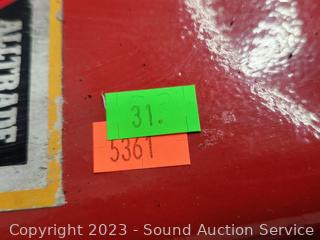 ALLTRADE
31.
5361
Copyright 2023 - Sound Auction Service